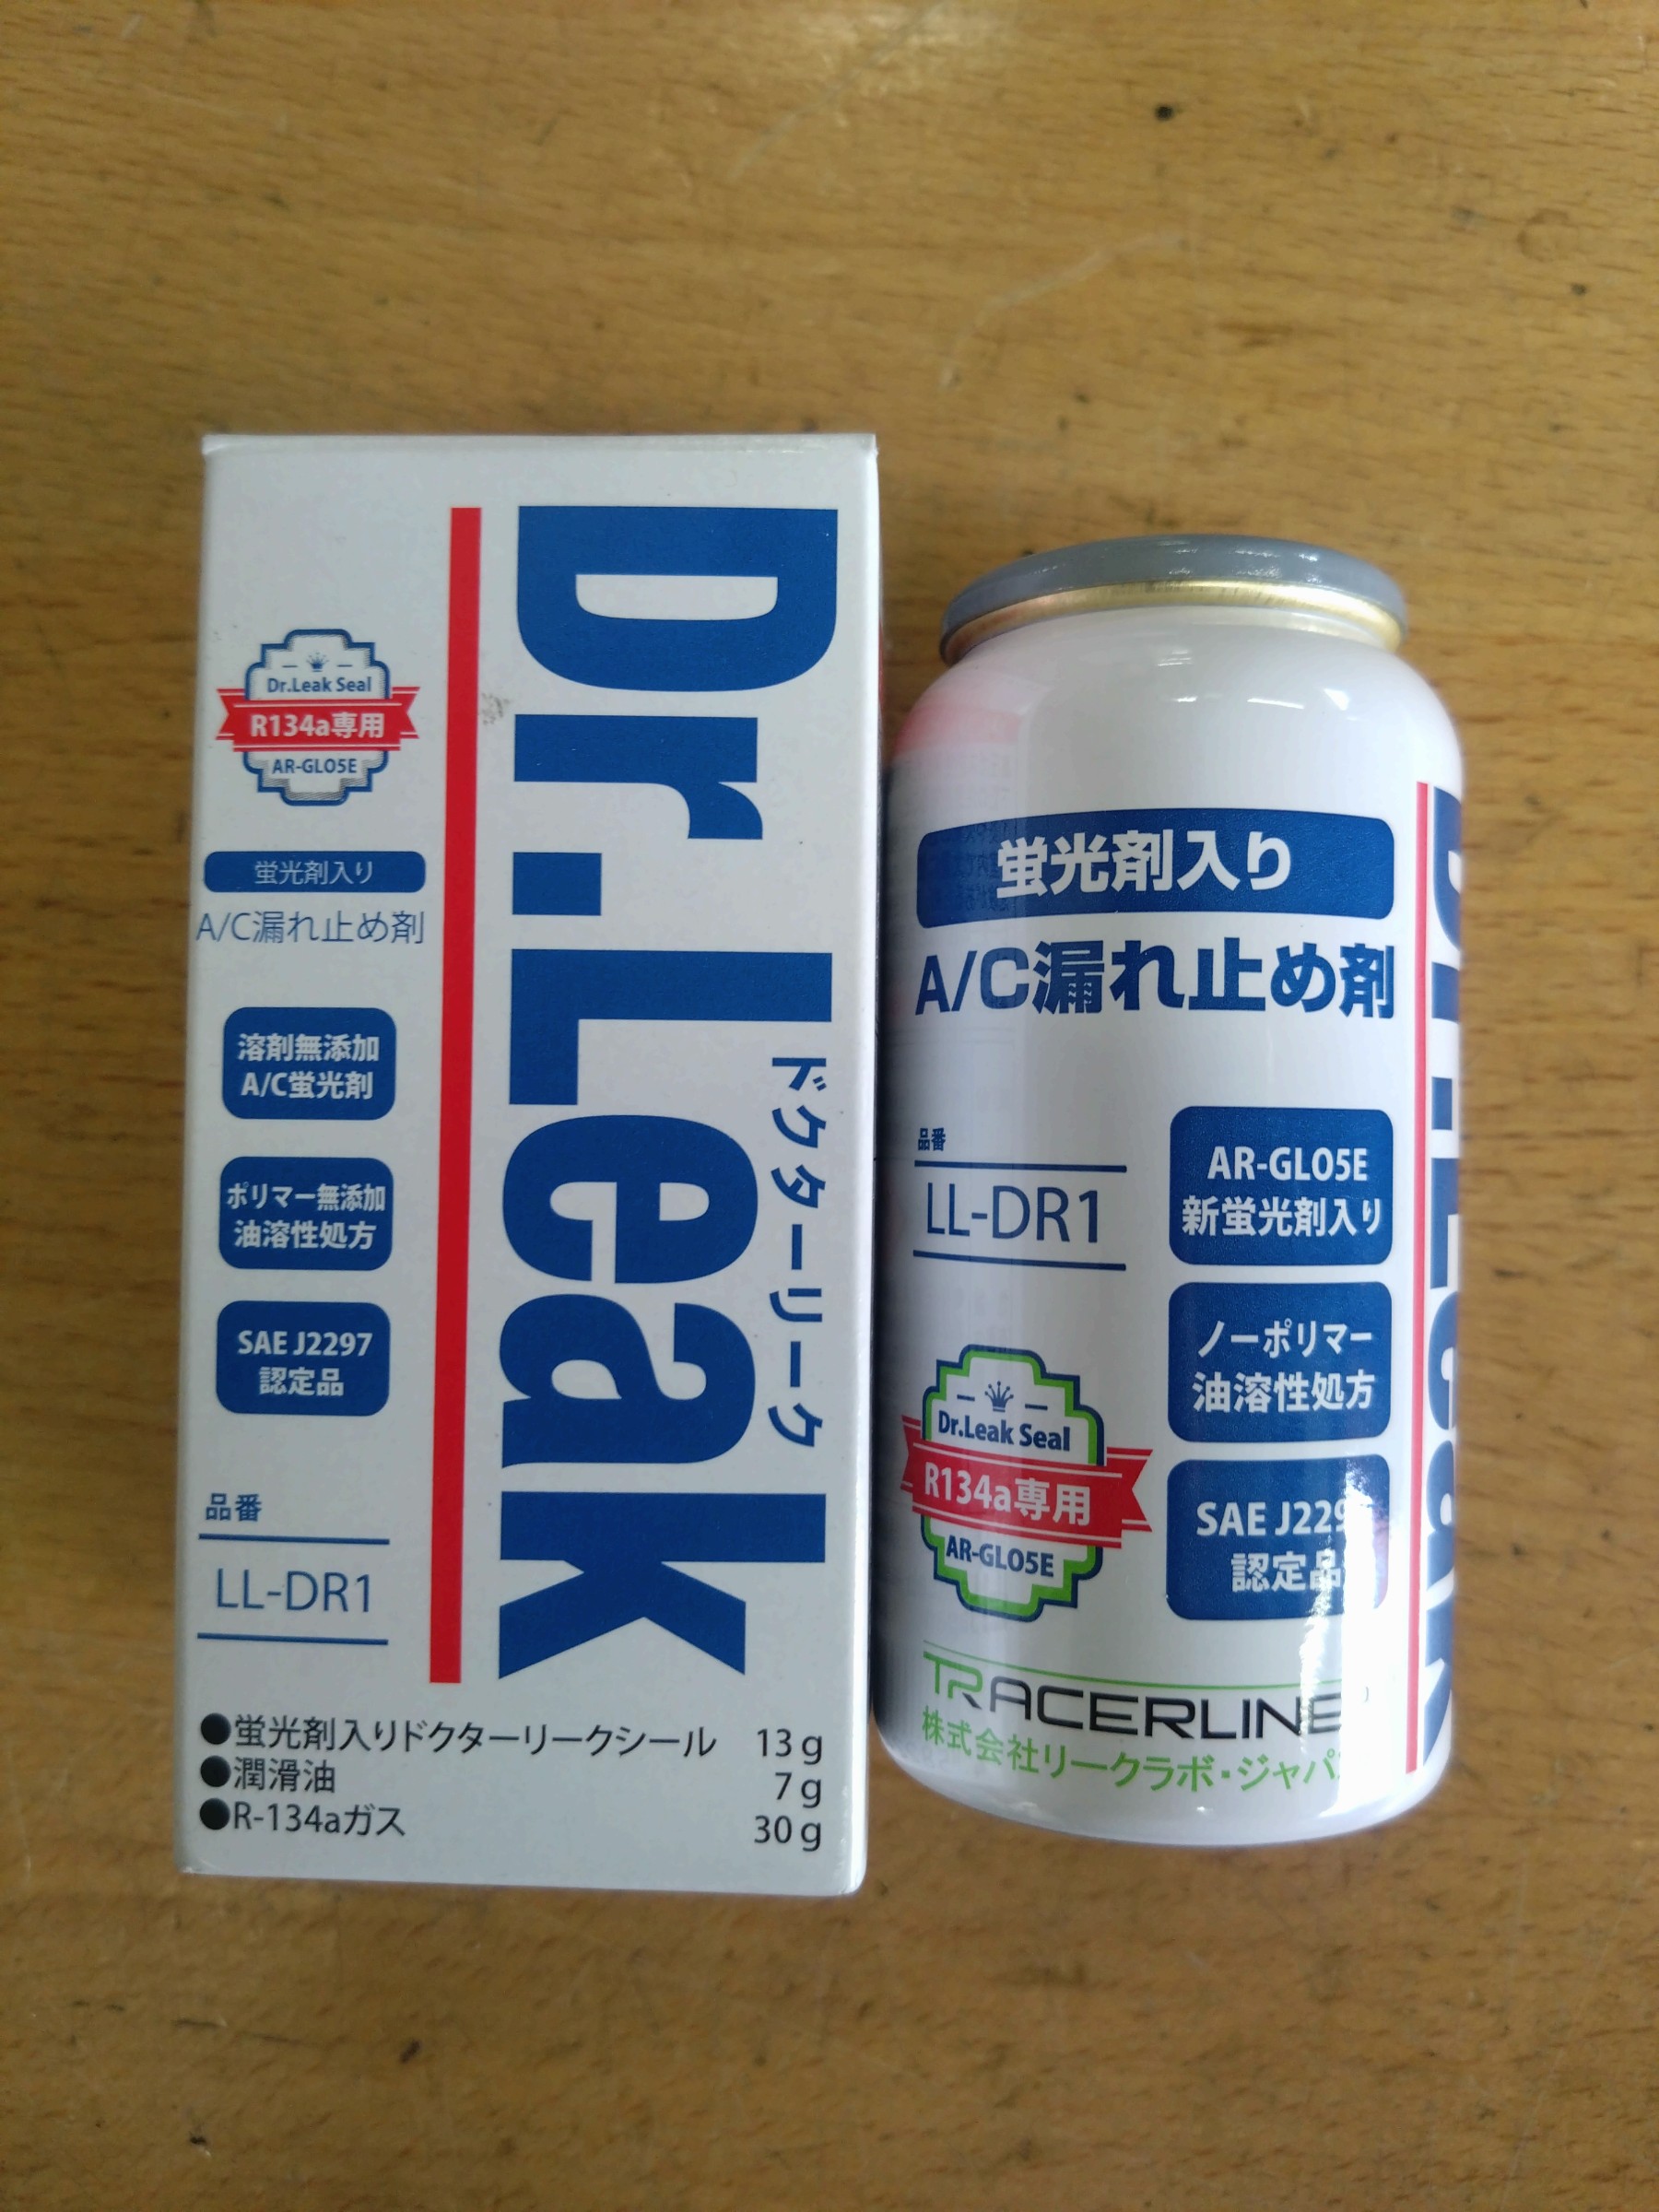 Dr.Leak
ドクターリーク
Dr.Leak Seal
R134a専用
AR-GLO5E
蛍光剤入り
A/C漏れ止め剤
溶剤無添加
A/C蛍光剤
ポリマー無添加
油溶性処方
SAE J2297
認定品
品番
LL-DR1
●蛍光剤入りドクターリークシール 13g
●潤滑油 7g
●R-134aガス 30g
蛍光剤入り
A/C漏れ止め剤
品番
LL-DR1
AR-GLO5E
新蛍光剤入り
ノーポリマー
油溶性処方
SAE J229
認定品
Dr.Leak Seal
R134a専用
AR-GLO5E
TRACERLINE
株式会社リークラボ・ジャパ
Dr.Leak